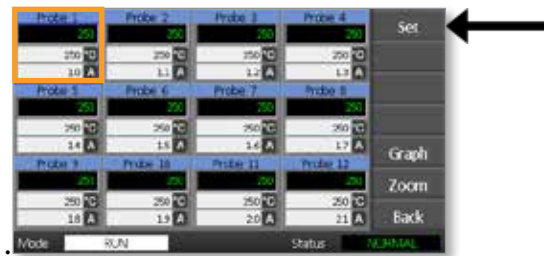 Probe 1 Probe 2 Probe 3 Probe 4 Set
250 250 250 250
250 °C 250 °C 250 °C 250 °C
1.0 A 1.1 A 1.2 A 1.3 A
Probe 5 Probe 6 Probe 7 Probe 8
250 250 250 250
250 °C 250 °C 250 °C 250 °C
1.4 A 1.5 A 1.6 A 1.7 A Graph
Probe 9 Probe 10 Probe 11 Probe 12
251 250 250 250 Zoom
250 °C 250 °C 250 °C 250 °C
1.8 A 1.9 A 2.0 A 2.1 A Back
Mode RUN Status NORMAL